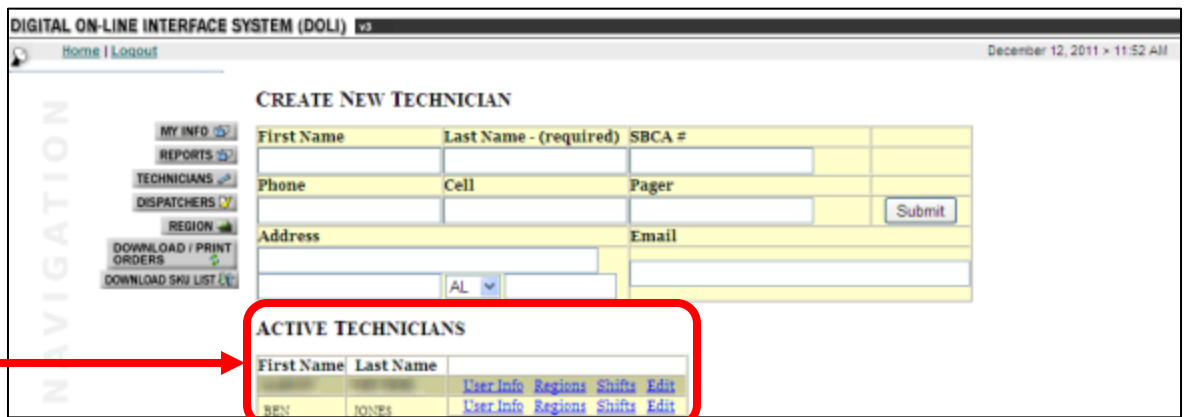 DIGITAL ON-LINE INTERFACE SYSTEM (DOLI) v3
Home | Logout December 12, 2011 > 11:52 AM
NAVIGATION
CREATE NEW TECHNICIAN
MY INFO
REPORTS
TECHNICIANS
DISPATCHERS
REGION
DOWNLOAD / PRINT
ORDERS
DOWNLOAD SKU LIST
First Name Last Name - (required) SBCA #
Phone Cell Pager
Submit
Address Email
AL
ACTIVE TECHNICIANS
First Name Last Name
User Info Regions Shifts Edit
BEN JONES User Info Regions Shifts Edit